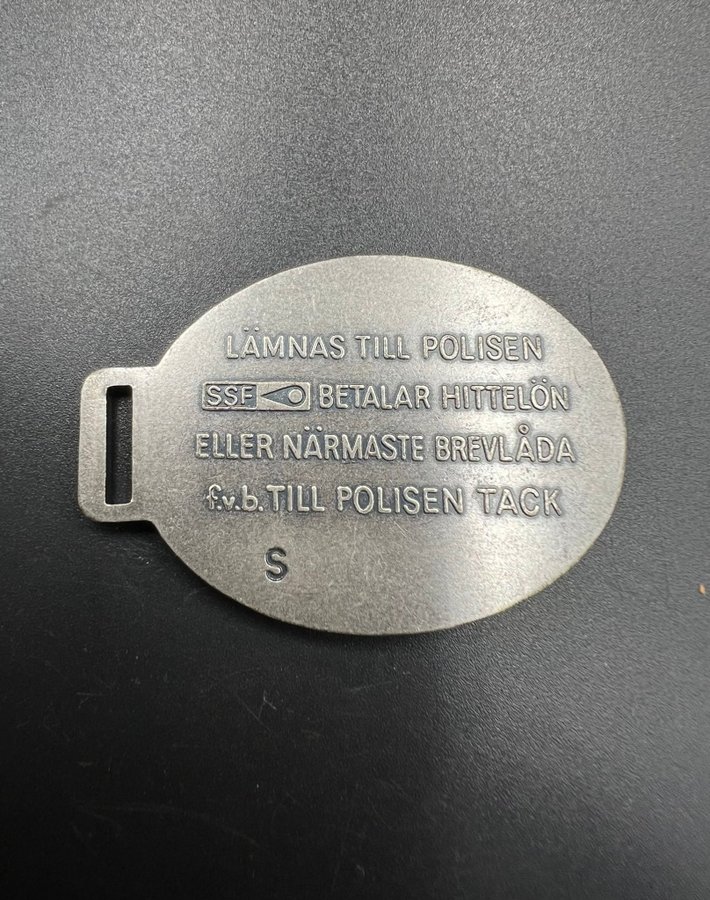 LÄMNAS TILL POLISEN
SSF BETALAR HITTELÖN
ELLER NÄRMASTE BREVLÅDA
f.v.b. TILL POLISEN TACK
S